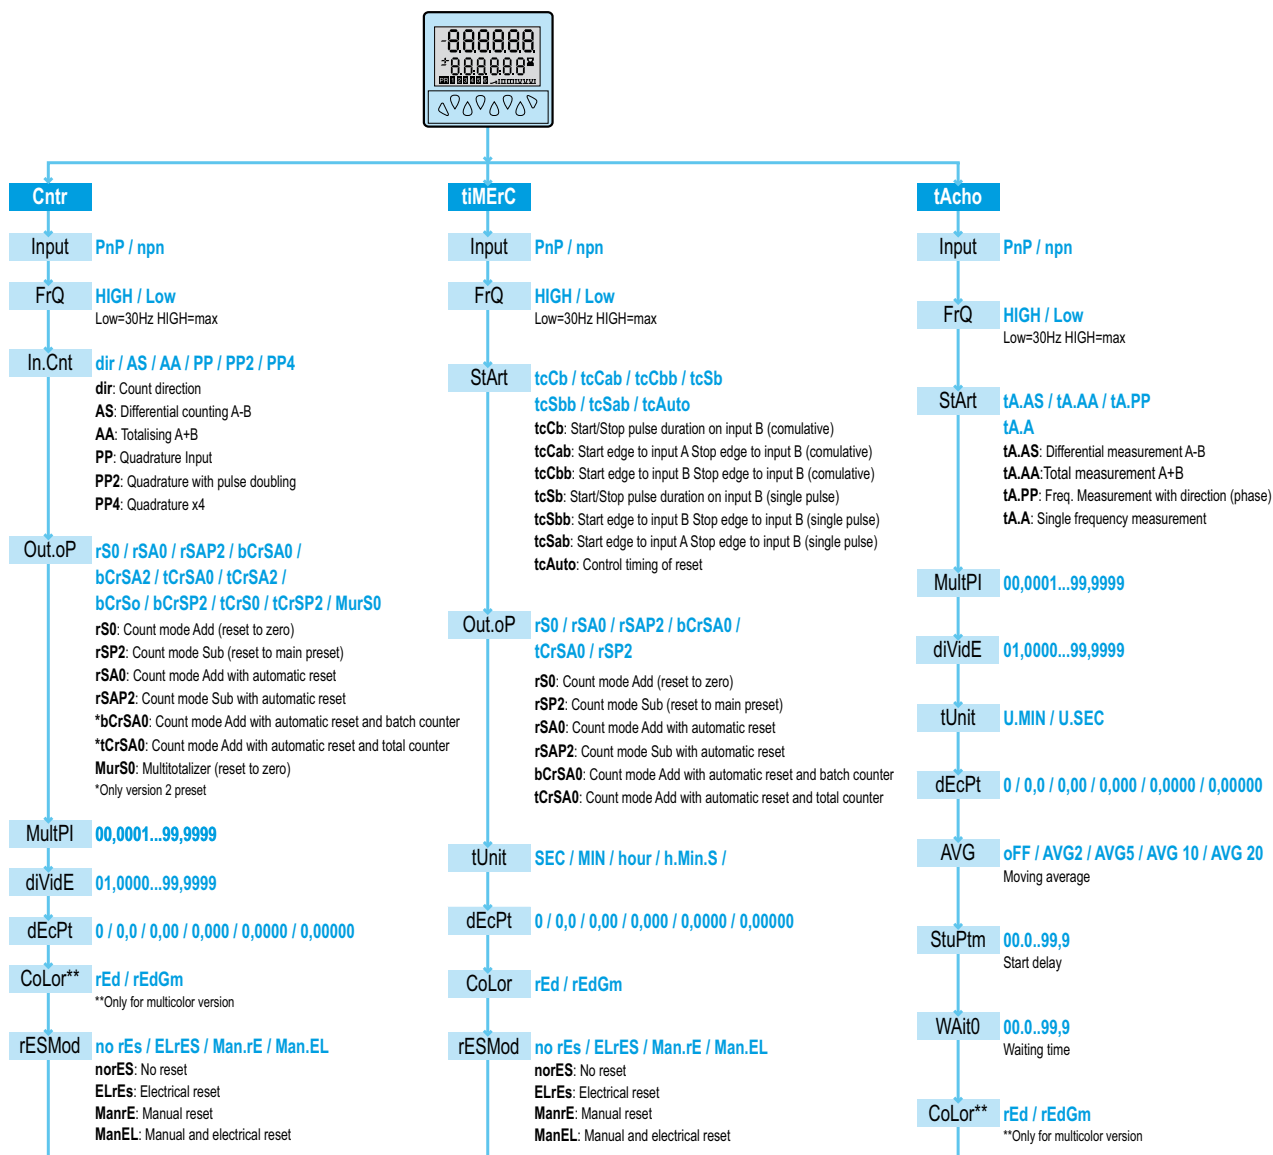 -8.8.8.8.8.8
±8.8.8.8.8.8
PR 1 2 3 4 5 6
Cntr
Input PnP / npn
FrQ HIGH / Low
Low=30Hz HIGH=max
In.Cnt dir / AS / AA / PP / PP2 / PP4
dir: Count direction
AS: Differential counting A-B
AA: Totalising A+B
PP: Quadrature Input
PP2: Quadrature with pulse doubling
PP4: Quadrature x4
Out.oP rS0 / rSA0 / rSAP2 / bCrSA0 /
bCrSA2 / tCrSA0 / tCrSA2 /
bCrSo / bCrSP2 / tCrS0 / tCrSP2 / MurS0
rS0: Count mode Add (reset to zero)
rSP2: Count mode Sub (reset to main preset)
rSA0: Count mode Add with automatic reset
rSAP2: Count mode Sub with automatic reset
*bCrSA0: Count mode Add with automatic reset and batch counter
*tCrSA0: Count mode Add with automatic reset and total counter
MurS0: Multitotalizer (reset to zero)
*Only version 2 preset
MultPl 00,0001...99,9999
diVidE 01,0000...99,9999
dEcPt 0 / 0,0 / 0,00 / 0,000 / 0,0000 / 0,00000
CoLor** rEd / rEdGm
**Only for multicolor version
rESMod no rEs / ELrES / Man.rE / Man.EL
norES: No reset
ELrEs: Electrical reset
ManrE: Manual reset
ManEL: Manual and electrical reset
tiMErC
Input PnP / npn
FrQ HIGH / Low
Low=30Hz HIGH=max
StArt tcCb / tcCab / tcCbb / tcSb
tcSbb / tcSab / tcAuto
tcCb: Start/Stop pulse duration on input B (comulative)
tcCab: Start edge to input A Stop edge to input B (comulative)
tcCbb: Start edge to input B Stop edge to input B (comulative)
tcSb: Start/Stop pulse duration on input B (single pulse)
tcSbb: Start edge to input B Stop edge to input B (single pulse)
tcSab: Start edge to input A Stop edge to input B (single pulse)
tcAuto: Control timing of reset
Out.oP rS0 / rSA0 / rSAP2 / bCrSA0 /
tCrSA0 / rSP2
rS0: Count mode Add (reset to zero)
rSP2: Count mode Sub (reset to main preset)
rSA0: Count mode Add with automatic reset
rSAP2: Count mode Sub with automatic reset
bCrSA0: Count mode Add with automatic reset and batch counter
tCrSA0: Count mode Add with automatic reset and total counter
tUnit SEC / MIN / hour / h.Min.S /
dEcPt 0 / 0,0 / 0,00 / 0,000 / 0,0000 / 0,00000
CoLor rEd / rEdGm
rESMod no rEs / ELrES / Man.rE / Man.EL
norES: No reset
ELrEs: Electrical reset
ManrE: Manual reset
ManEL: Manual and electrical reset
tAcho
Input PnP / npn
FrQ HIGH / Low
Low=30Hz HIGH=max
StArt tA.AS / tA.AA / tA.PP
tA.A
tA.AS: Differential measurement A-B
tA.AA:Total measurement A+B
tA.PP: Freq. Measurement with direction (phase)
tA.A: Single frequency measurement
MultPl 00,0001...99,9999
diVidE 01,0000...99,9999
tUnit U.MIN / U.SEC
dEcPt 0 / 0,0 / 0,00 / 0,000 / 0,0000 / 0,00000
AVG oFF / AVG2 / AVG5 / AVG 10 / AVG 20
Moving average
StuPtm 00.0..99,9
Start delay
WAit0 00.0..99,9
Waiting time
CoLor** rEd / rEdGm
**Only for multicolor version